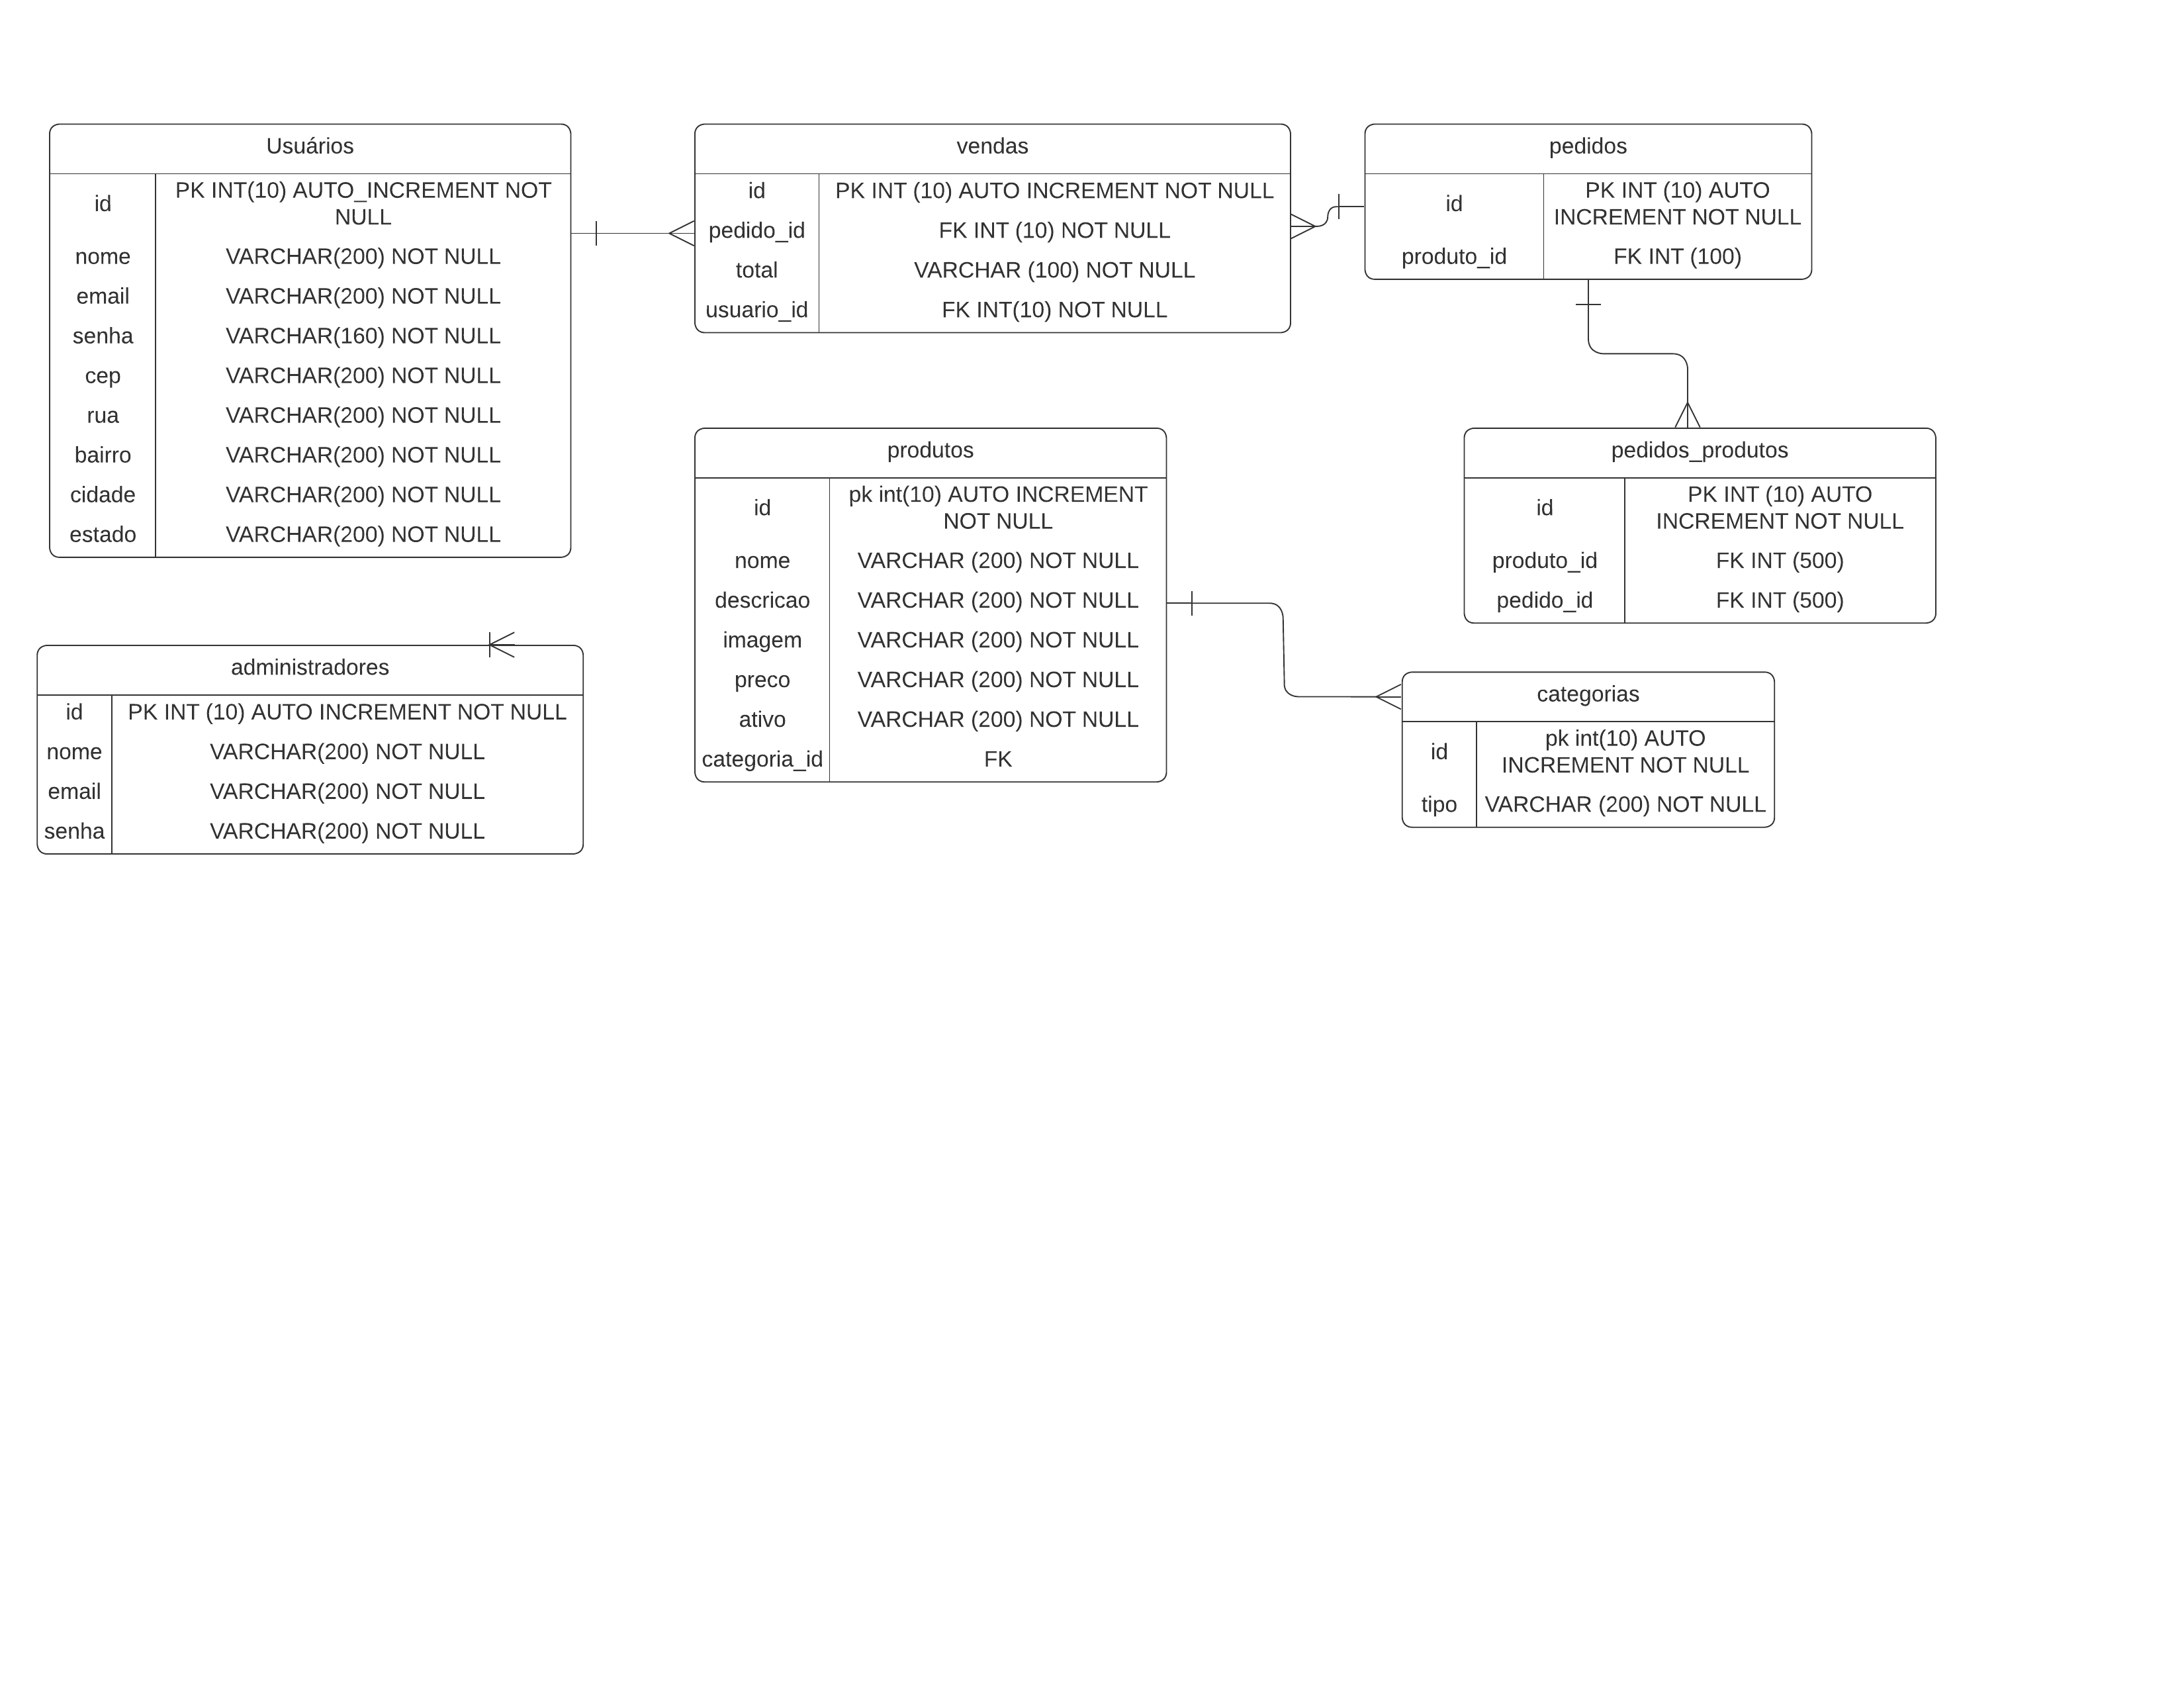 Usuários
id
PK INT(10) AUTO_INCREMENT NOT
NULL
nome
VARCHAR(200) NOT NULL
email
VARCHAR(200) NOT NULL
senha
VARCHAR(160) NOT NULL
cep
VARCHAR(200) NOT NULL
rua
VARCHAR(200) NOT NULL
bairro
VARCHAR(200) NOT NULL
cidade
VARCHAR(200) NOT NULL
estado
VARCHAR(200) NOT NULL
vendas
id
PK INT (10) AUTO INCREMENT NOT NULL
pedido_id
FK INT (10) NOT NULL
total
VARCHAR (100) NOT NULL
usuario_id
FK INT(10) NOT NULL
pedidos
id
PK INT (10) AUTO
INCREMENT NOT NULL
produto_id
FK INT (100)
produtos
id
pk int(10) AUTO INCREMENT
NOT NULL
nome
VARCHAR (200) NOT NULL
descricao
VARCHAR (200) NOT NULL
imagem
VARCHAR (200) NOT NULL
preco
VARCHAR (200) NOT NULL
ativo
VARCHAR (200) NOT NULL
categoria_id
FK
pedidos_produtos
id
PK INT (10) AUTO
INCREMENT NOT NULL
produto_id
FK INT (500)
pedido_id
FK INT (500)
administradores
id
PK INT (10) AUTO INCREMENT NOT NULL
nome
VARCHAR(200) NOT NULL
email
VARCHAR(200) NOT NULL
senha
VARCHAR(200) NOT NULL
categorias
id
pk int(10) AUTO
INCREMENT NOT NULL
tipo
VARCHAR (200) NOT NULL